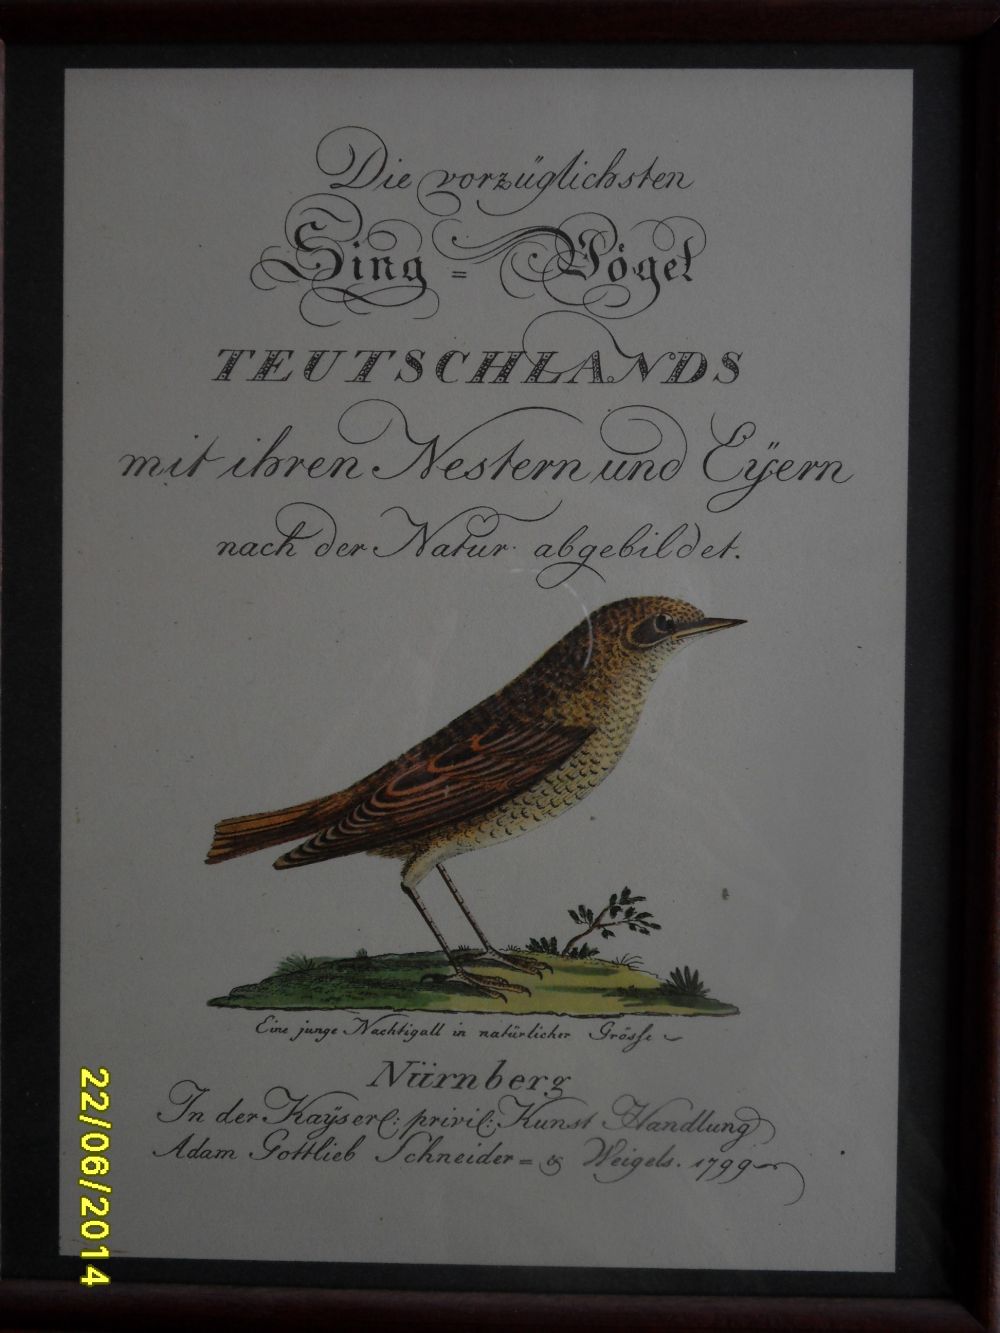 Die vorzüglichsten
Sing = Vögel
TEUTSCHLANDS
mit ihren Nestern und Eÿern
nach der Natur abgebildet.
Eine junge Nachtigall in natürlicher Grösse
Nürnberg
In der Kaÿserl: privil: Kunst Handlung
Adam Gottlieb Schneider = & Weigels. 1799
22/06/2014